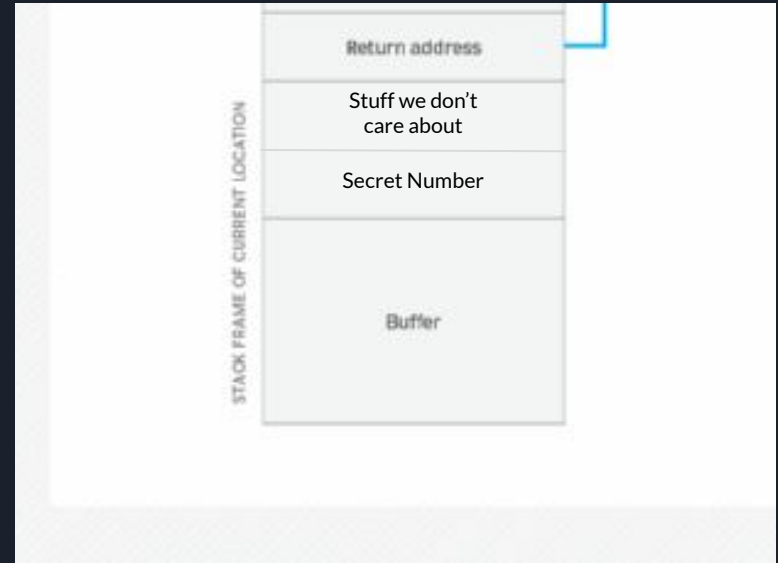 Return address
Stuff we don't
care about
Secret Number
STACK FRAME OF CURRENT LOCATION
Buffer